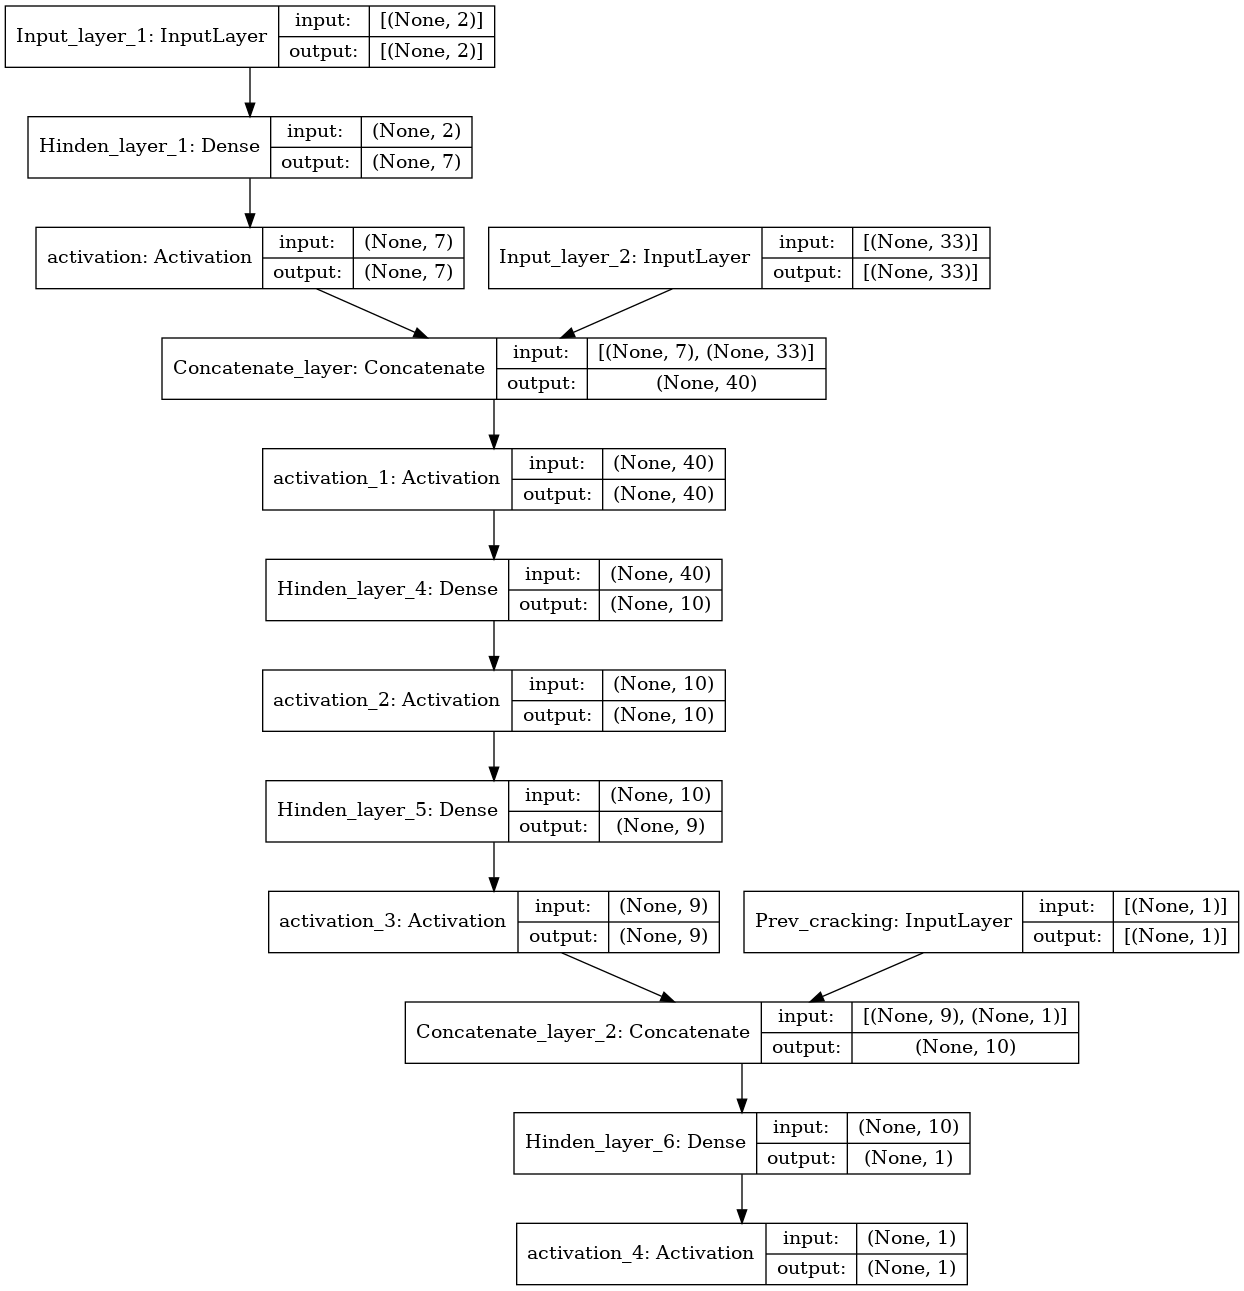 Input_layer_1: InputLayer
input:
[(None, 2)]
output:
[(None, 2)]
Hinden_layer_1: Dense
input:
(None, 2)
output:
(None, 7)
activation: Activation
input:
(None, 7)
output:
(None, 7)
Input_layer_2: InputLayer
input:
[(None, 33)]
output:
[(None, 33)]
Concatenate_layer: Concatenate
input:
[(None, 7), (None, 33)]
output:
(None, 40)
activation_1: Activation
input:
(None, 40)
output:
(None, 40)
Hinden_layer_4: Dense
input:
(None, 40)
output:
(None, 10)
activation_2: Activation
input:
(None, 10)
output:
(None, 10)
Hinden_layer_5: Dense
input:
(None, 10)
output:
(None, 9)
activation_3: Activation
input:
(None, 9)
output:
(None, 9)
Prev_cracking: InputLayer
input:
[(None, 1)]
output:
[(None, 1)]
Concatenate_layer_2: Concatenate
input:
[(None, 9), (None, 1)]
output:
(None, 10)
Hinden_layer_6: Dense
input:
(None, 10)
output:
(None, 1)
activation_4: Activation
input:
(None, 1)
output:
(None, 1)